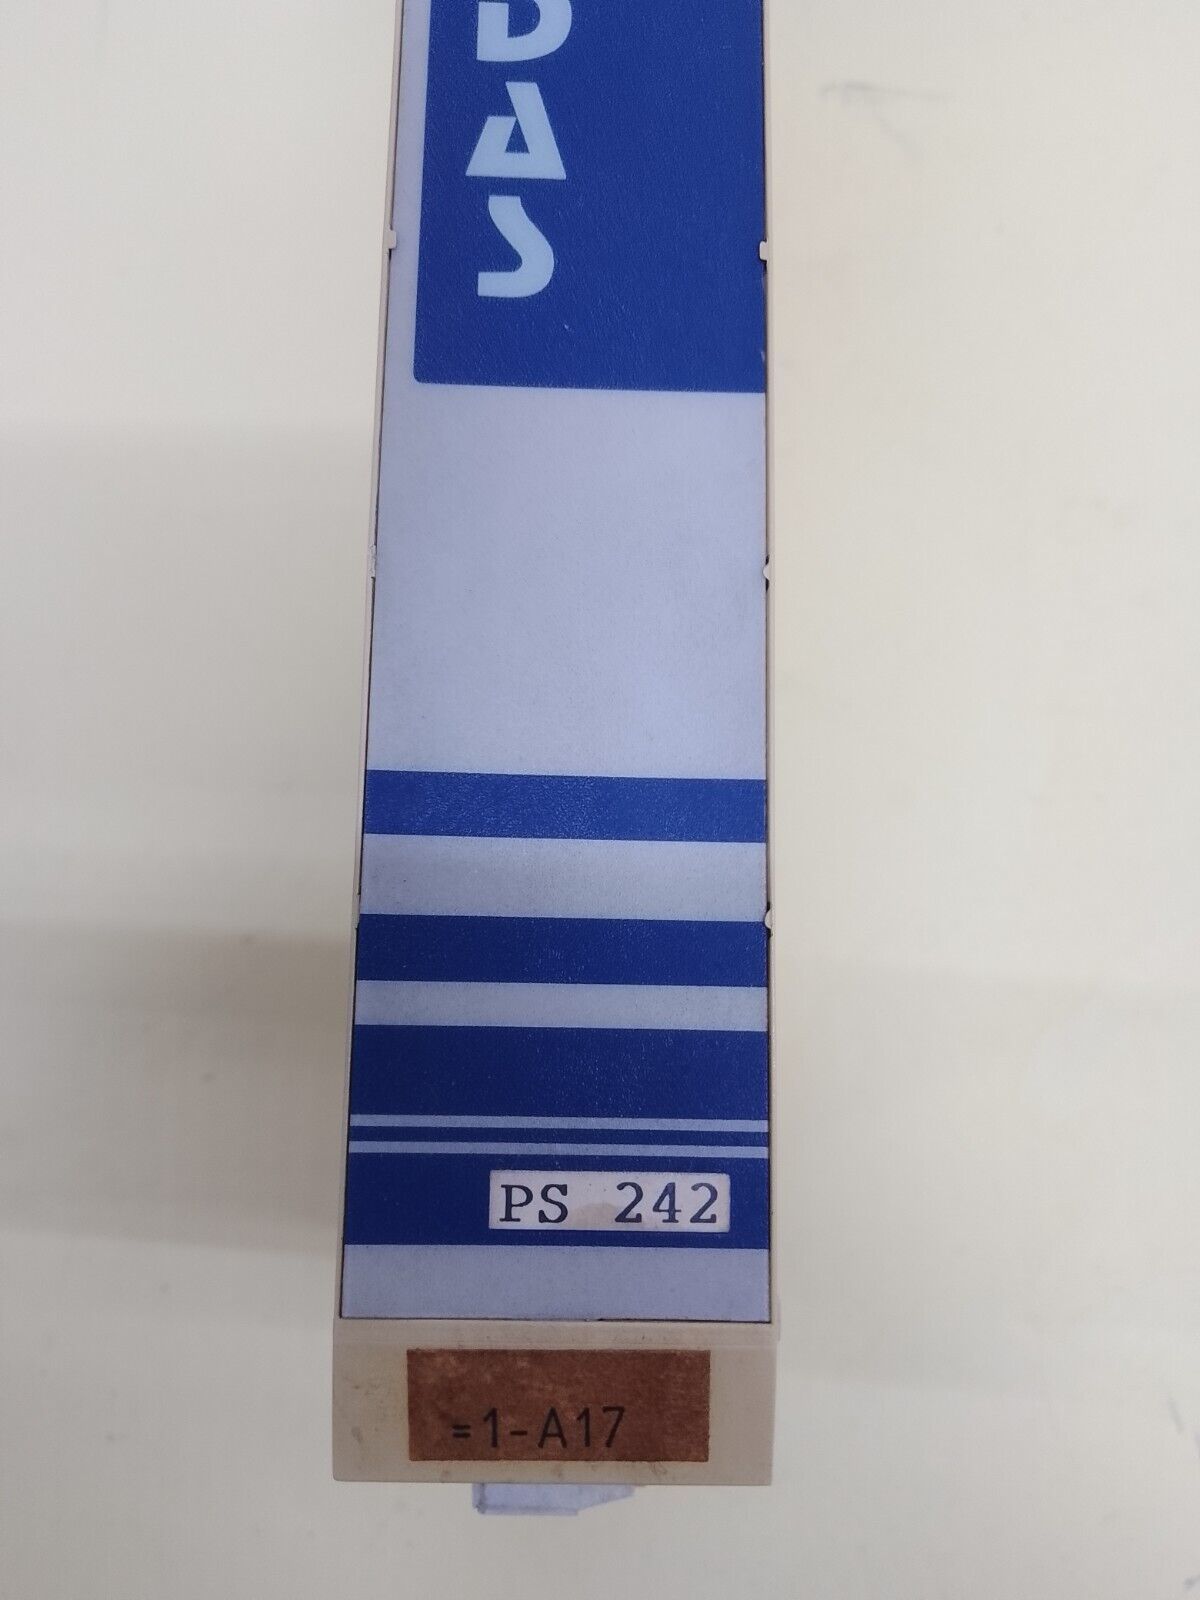 DAS
PS 242
=1-A17